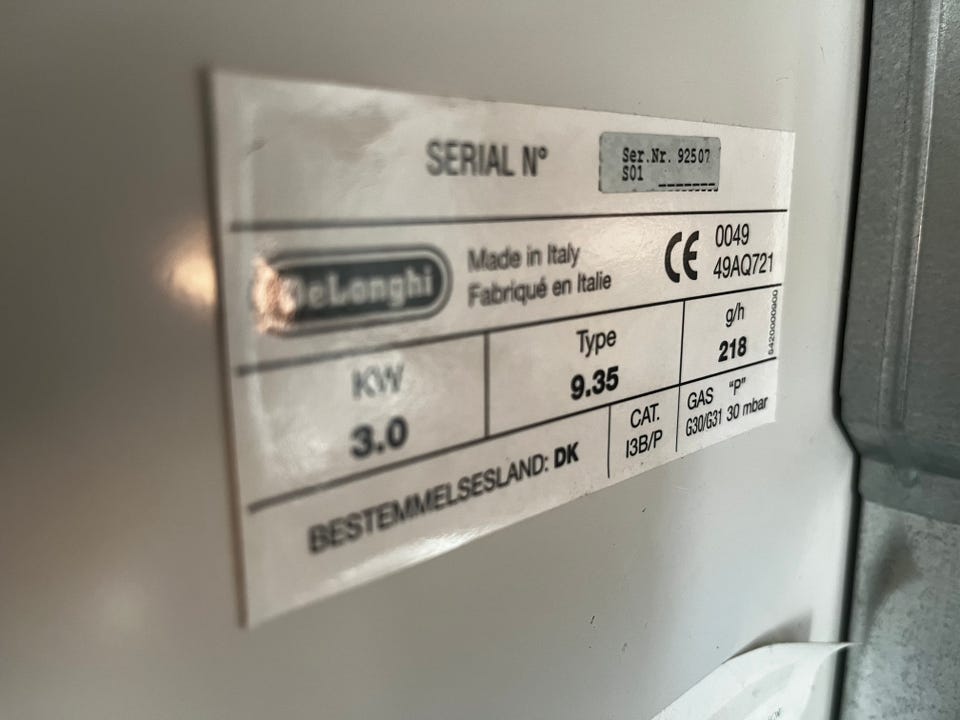 SERIAL N°
Ser.Nr. 92507
S01
DeLonghi
Made in Italy
Fabriqué en Italie
CE 0049
49AQ721
KW
3.0
Type
9.35
g/h
218
6420000900
BESTEMMELSESLAND: DK
CAT.
I3B/P
GAS "P"
G30/G31 30 mbar